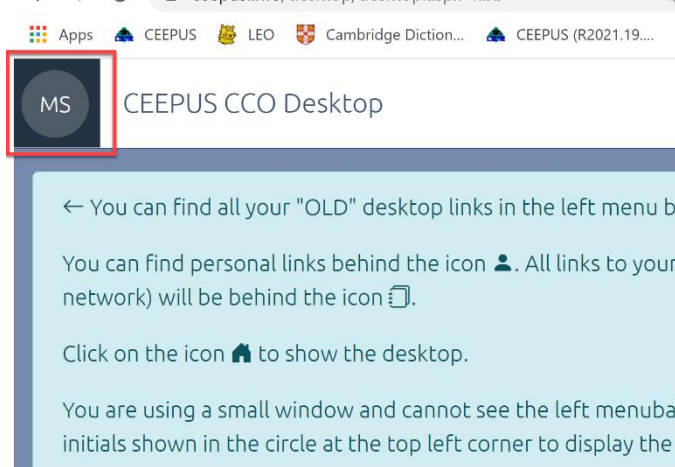 Apps CEEPUS LEO Cambridge Diction... CEEPUS (R2021.19....
MS CEEPUS CCO Desktop
← You can find all your "OLD" desktop links in the left menu b
You can find personal links behind the icon . All links to your
network) will be behind the icon .
Click on the icon to show the desktop.
You are using a small window and cannot see the left menuba
initials shown in the circle at the top left corner to display the